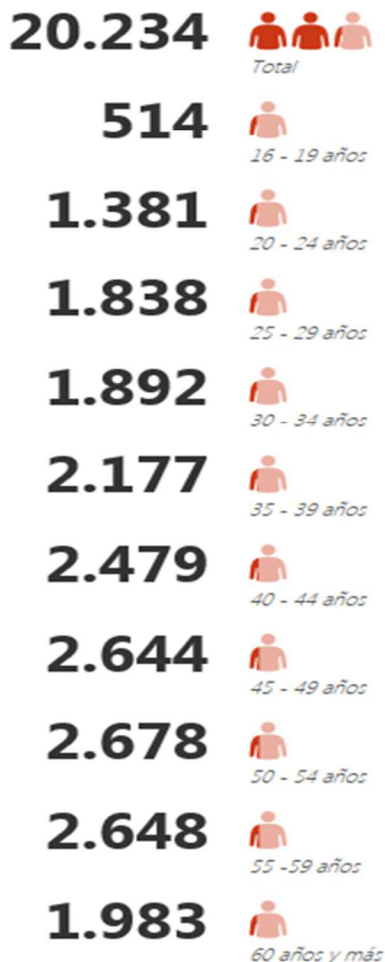 20.234
Total
514
16 - 19 años
1.381
20 - 24 años
1.838
25 - 29 años
1.892
30 - 34 años
2.177
35 - 39 años
2.479
40 - 44 años
2.644
45 - 49 años
2.678
50 - 54 años
2.648
55 -59 años
1.983
60 años y más